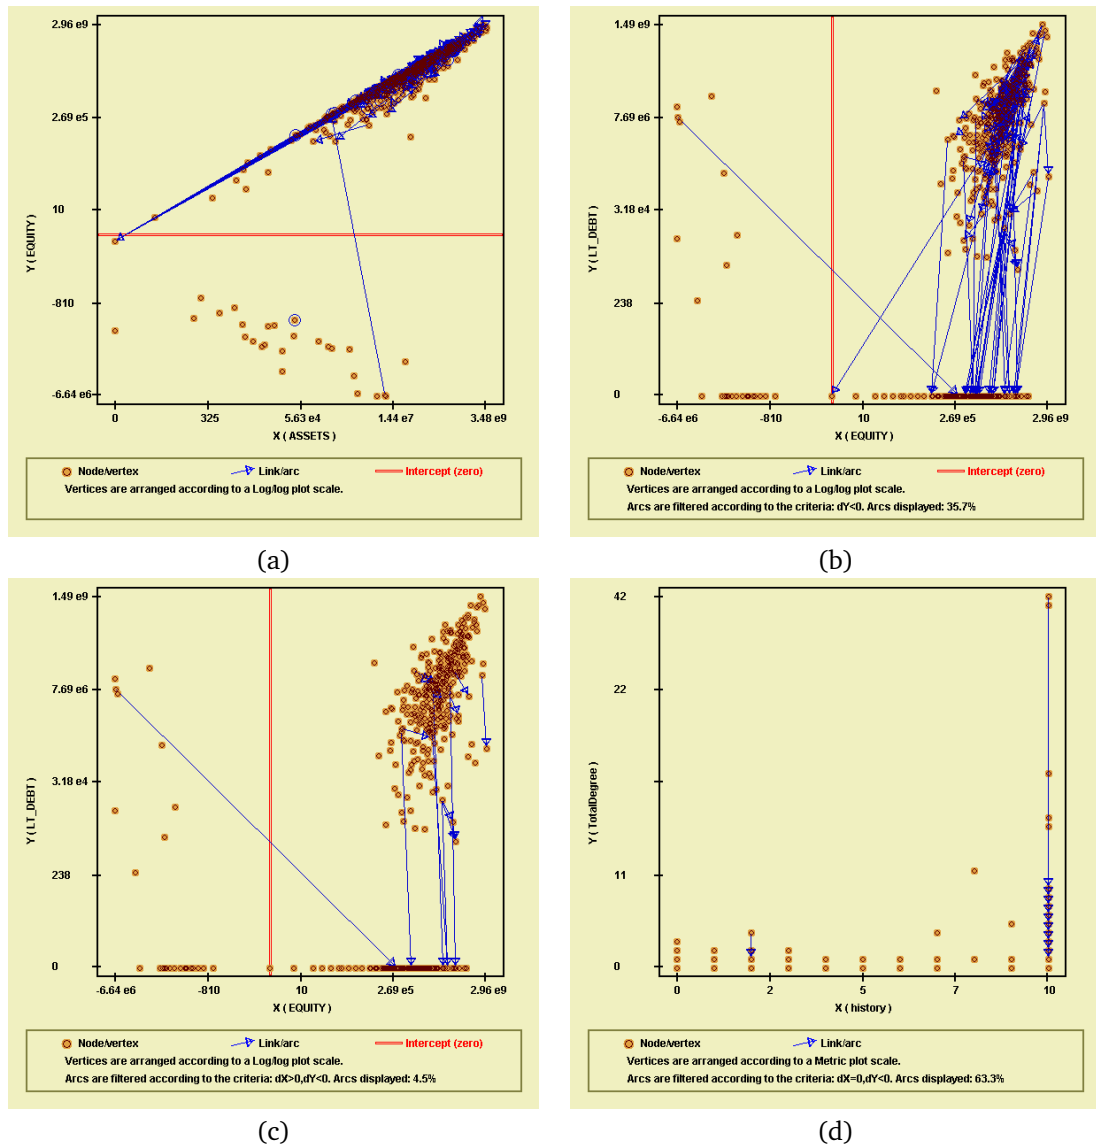 2.96 e9
2.69 e5
10
-810
-6.64 e6
Y ( EQUITY )
0 325 5.63 e4 1.44 e7 3.48 e9
X ( ASSETS )
Node/vertex Link/arc Intercept (zero)
Vertices are arranged according to a Log/log plot scale.
(a)
1.49 e9
7.69 e6
3.18 e4
238
0
Y ( LT_DEBT )
-6.64 e6 -810 10 2.69 e5 2.96 e9
X ( EQUITY )
Node/vertex Link/arc Intercept (zero)
Vertices are arranged according to a Log/log plot scale.
Arcs are filtered according to the criteria: dY<0. Arcs displayed: 35.7%
(b)
1.49 e9
7.69 e6
3.18 e4
238
0
Y ( LT_DEBT )
-6.64 e6 -810 10 2.69 e5 2.96 e9
X ( EQUITY )
Node/vertex Link/arc Intercept (zero)
Vertices are arranged according to a Log/log plot scale.
Arcs are filtered according to the criteria: dX>0,dY<0. Arcs displayed: 4.5%
(c)
42
22
11
0
Y ( TotalDegree )
0 2 5 7 10
X ( history )
Node/vertex Link/arc
Vertices are arranged according to a Metric plot scale.
Arcs are filtered according to the criteria: dX=0,dY<0. Arcs displayed: 63.3%
(d)